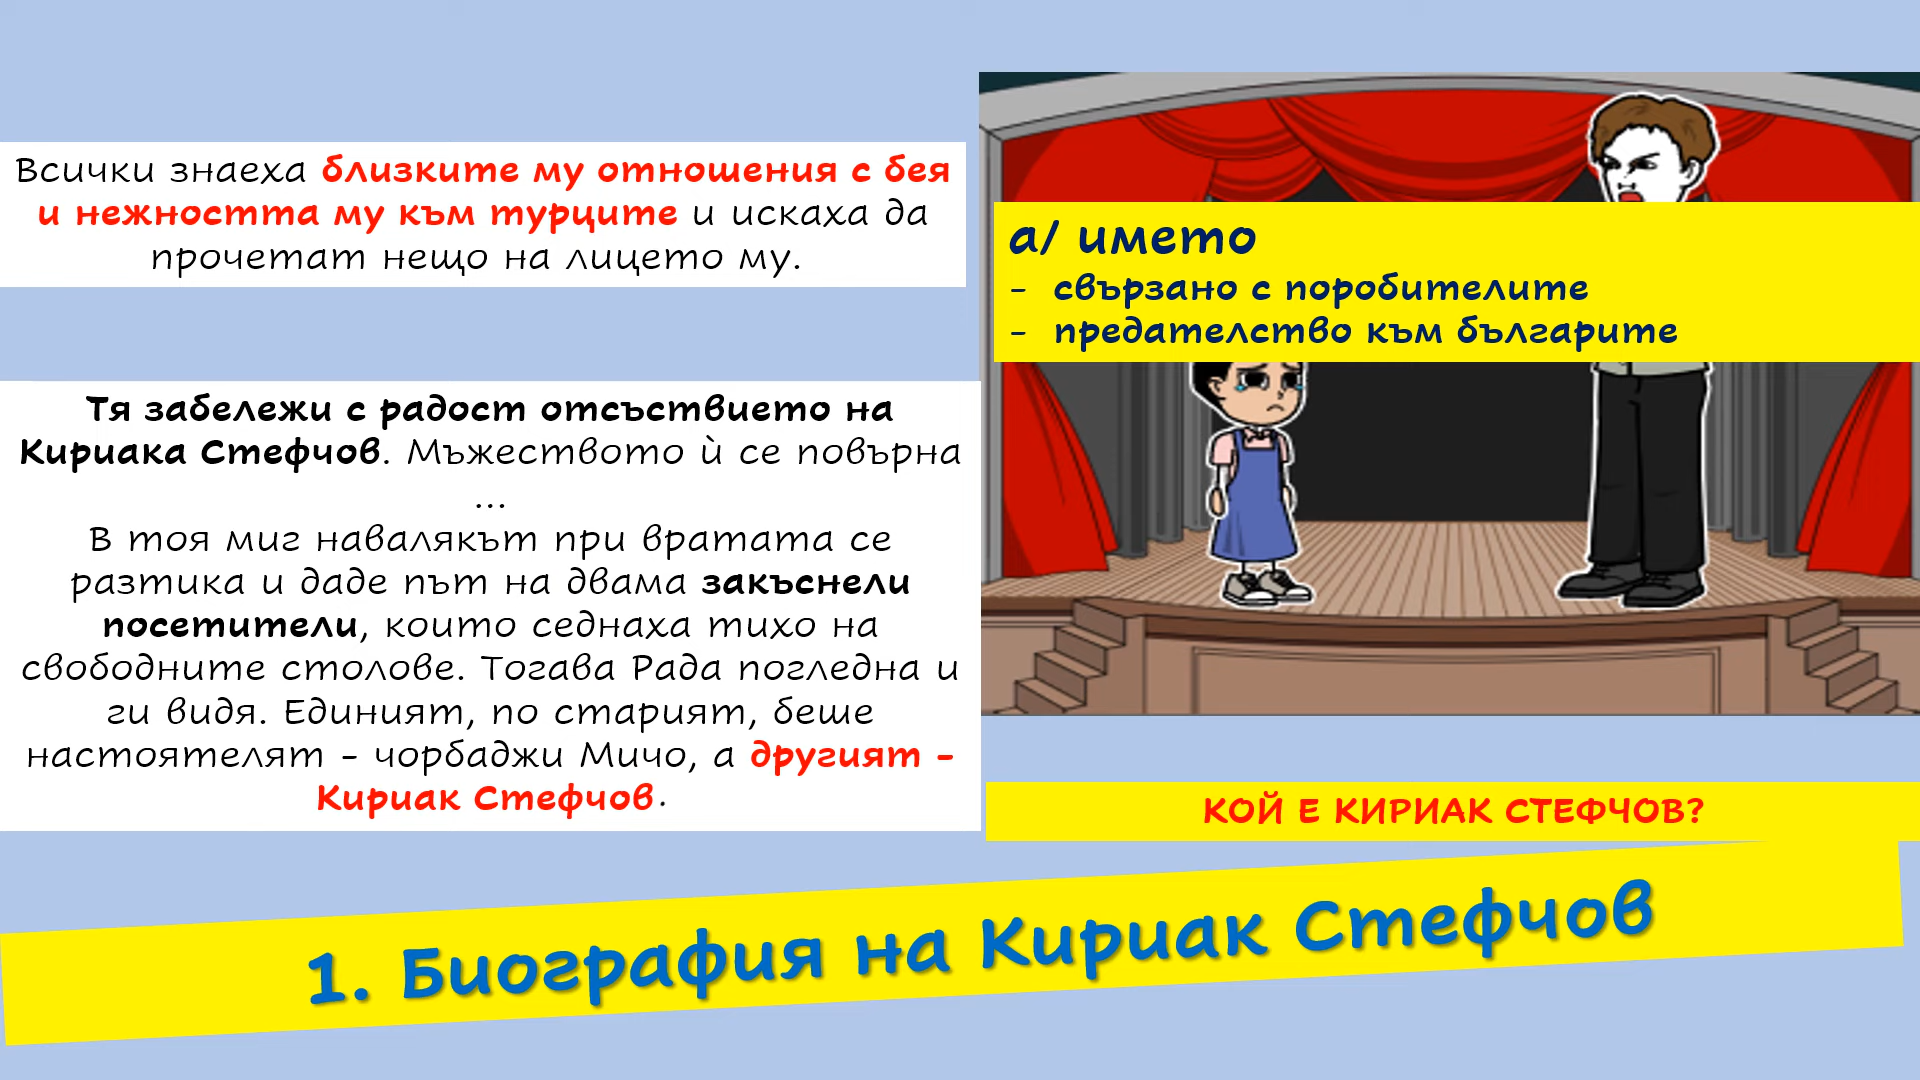 Всички знаеха близките му отношения с бея
и нежността му към турците и искаха да
прочетат нещо на лицето му.
Тя забележи с радост отсъствието на
Кириака Стефчов. Мъжеството ѝ се повърна
...
В тоя миг навалякът при вратата се
разтика и даде път на двама закъснели
посетители, които седнаха тихо на
свободните столове. Тогава Рада погледна и
ги видя. Единият, по старият, беше
настоятелят - чорбаджи Мичо, а другият -
Кириак Стефчов.
а/ името
- свързано с поробителите
- предателство към българите
КОЙ Е КИРИАК СТЕФЧОВ?
1. Биография на Кириак Стефчов